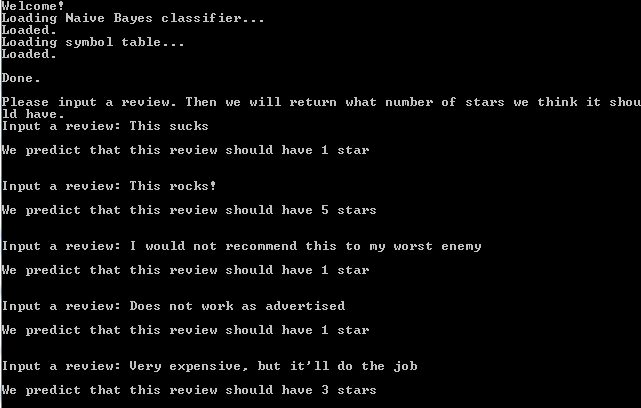 Welcome!
Loading Naive Bayes classifier...
Loaded.
Loading symbol table...
Loaded.
Done.
Please input a review. Then we will return what number of stars we think it shou
ld have.
Input a review: This sucks
We predict that this review should have 1 star
Input a review: This rocks!
We predict that this review should have 5 stars
Input a review: I would not recommend this to my worst enemy
We predict that this review should have 1 star
Input a review: Does not work as advertised
We predict that this review should have 1 star
Input a review: Very expensive, but it'll do the job
We predict that this review should have 3 stars